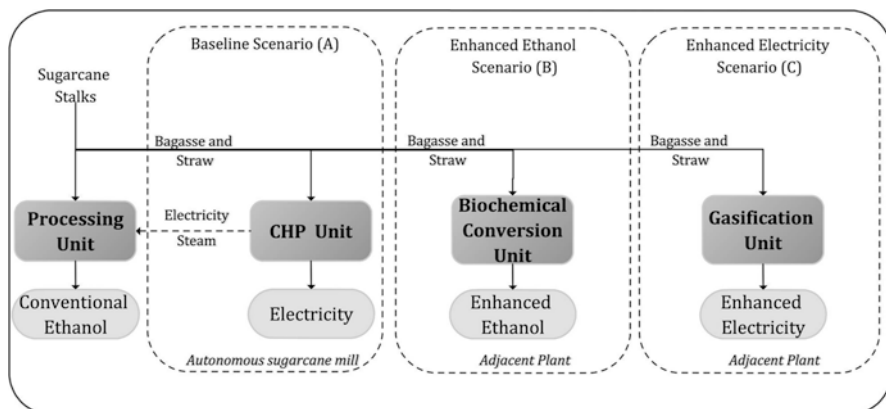 Baseline Scenario (A)
Enhanced Ethanol
Scenario (B)
Enhanced Electricity
Scenario (C)
Sugarcane
Stalks
Bagasse and
Straw
Bagasse and
Straw
Bagasse and
Straw
Processing
Unit
Electricity
Steam
CHP Unit
Biochemical
Conversion
Unit
Gasification
Unit
Conventional
Ethanol
Electricity
Enhanced
Ethanol
Enhanced
Electricity
Autonomous sugarcane mill
Adjacent Plant
Adjacent Plant